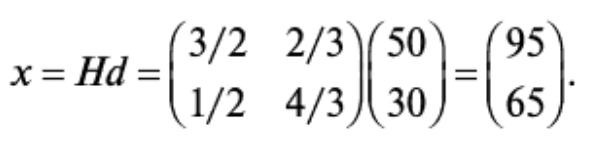 x = Hd = (3/2 2/3
1/2 4/3)(50
30) = (95
65).